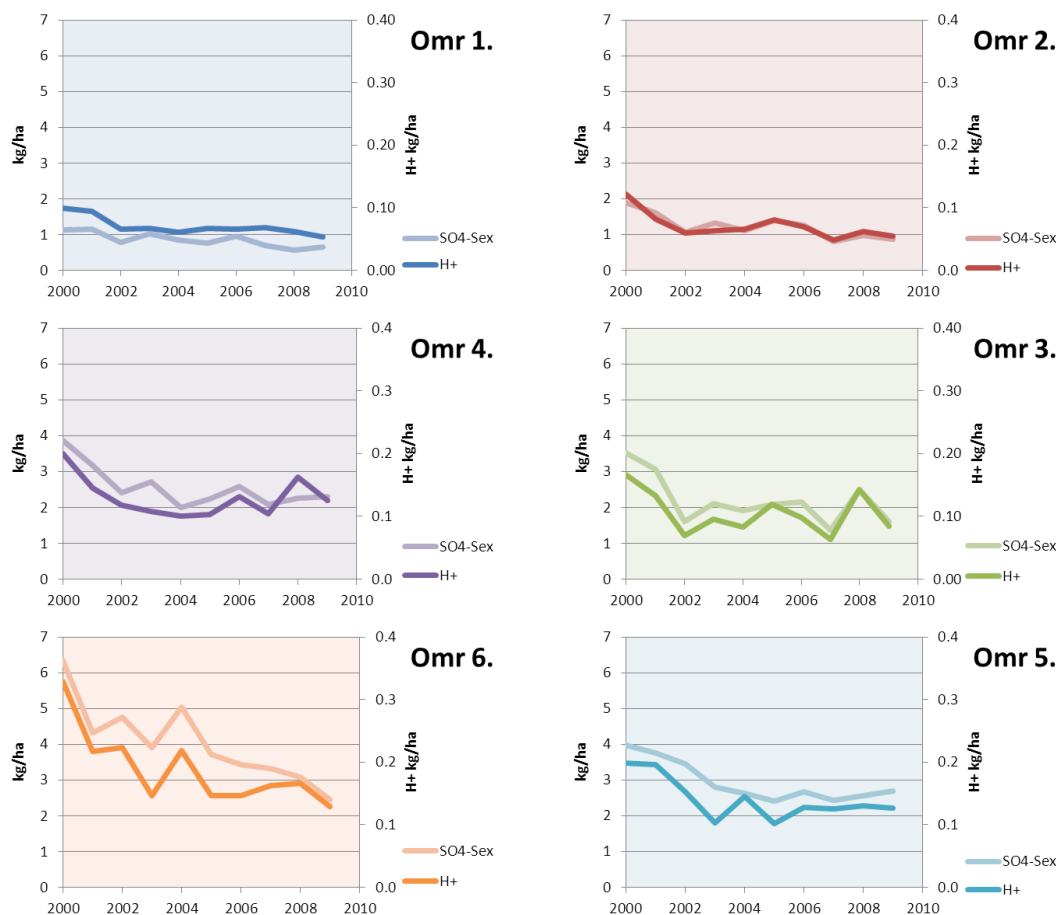 7
6
5
4
3
2
1
0
kg/ha
0.40
0.30
0.20
0.10
0.00
H+ kg/ha
2000 2002 2004 2006 2008 2010
Omr 1.
SO4-Sex
H+
7
6
5
4
3
2
1
0
kg/ha
0.40
0.30
0.20
0.10
0.00
H+ kg/ha
2000 2002 2004 2006 2008 2010
Omr 2.
SO4-Sex
H+
7
6
5
4
3
2
1
0
kg/ha
0.4
0.3
0.2
0.1
0.0
H+ kg/ha
2000 2002 2004 2006 2008 2010
Omr 4.
SO4-Sex
H+
7
6
5
4
3
2
1
0
kg/ha
0.40
0.30
0.20
0.10
0.00
H+ kg/ha
2000 2002 2004 2006 2008 2010
Omr 3.
SO4-Sex
H+
7
6
5
4
3
2
1
0
kg/ha
0.4
0.3
0.2
0.1
0.0
H+ kg/ha
2000 2002 2004 2006 2008 2010
Omr 6.
SO4-Sex
H+
7
6
5
4
3
2
1
0
kg/ha
0.4
0.3
0.2
0.1
0.0
H+ kg/ha
2000 2002 2004 2006 2008 2010
Omr 5.
SO4-Sex
H+